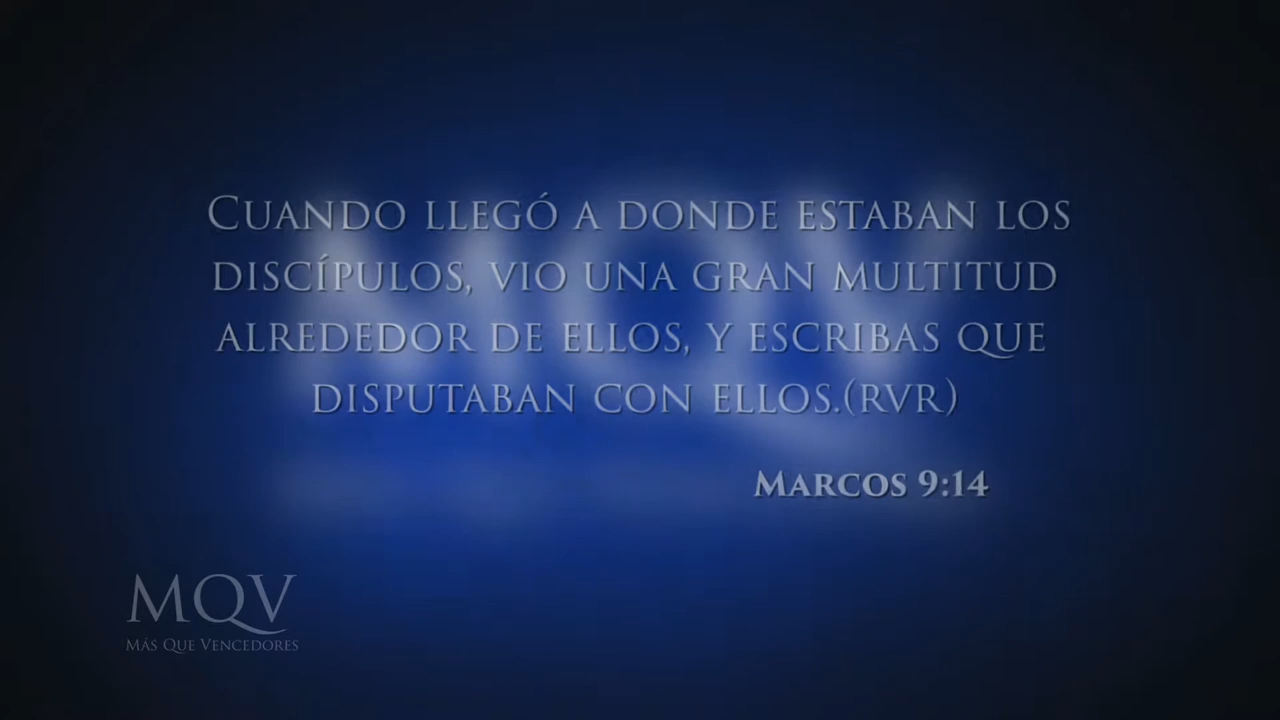 Cuando llegó a donde estaban los
discípulos, vio una gran multitud
alrededor de ellos, y escribas que
disputaban con ellos.(RVR)
Marcos 9:14
MQV
Más Que Vencedores